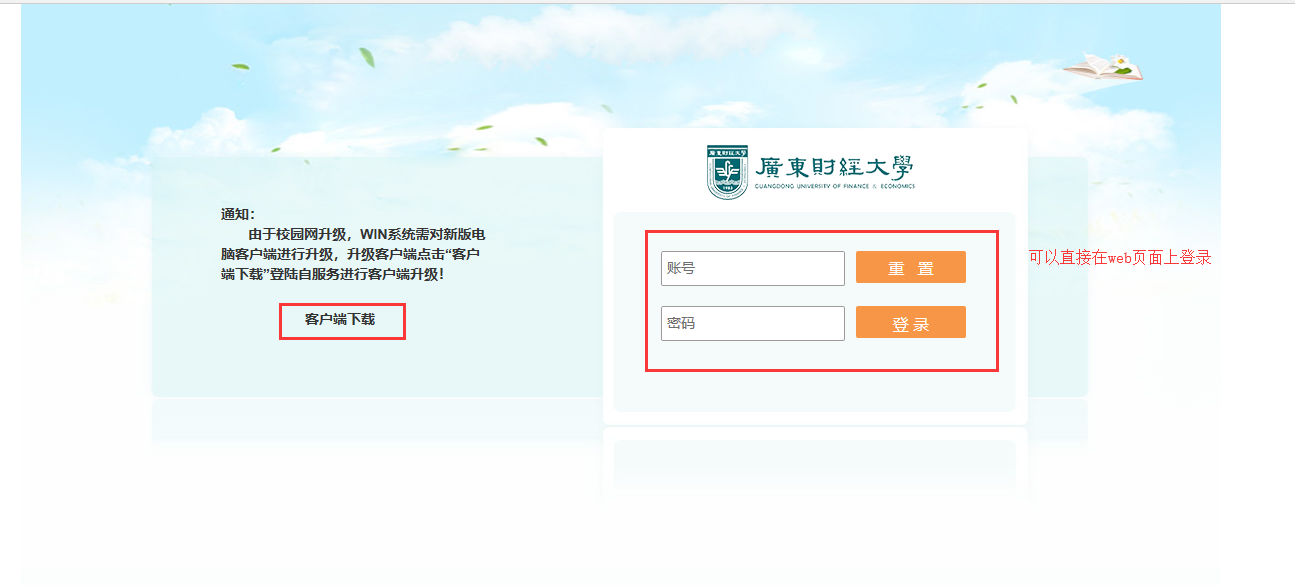 廣東財經大學
GUANGDONG UNIVERSITY OF FINANCE & ECONOMICS
通知：
由于校园网升级，WIN系统需对新版电
脑客户端进行升级，升级客户端点击“客户
端下载”登陆自服务进行客户端升级！
客户端下载
账号
重 置
密码
登 录
可以直接在web页面上登录